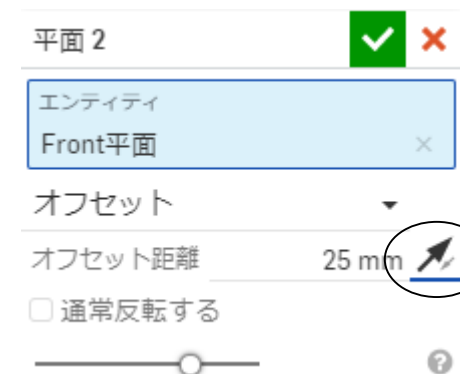 平面 2
エンティティ
Front平面
オフセット
オフセット距離 25 mm
通常反転する